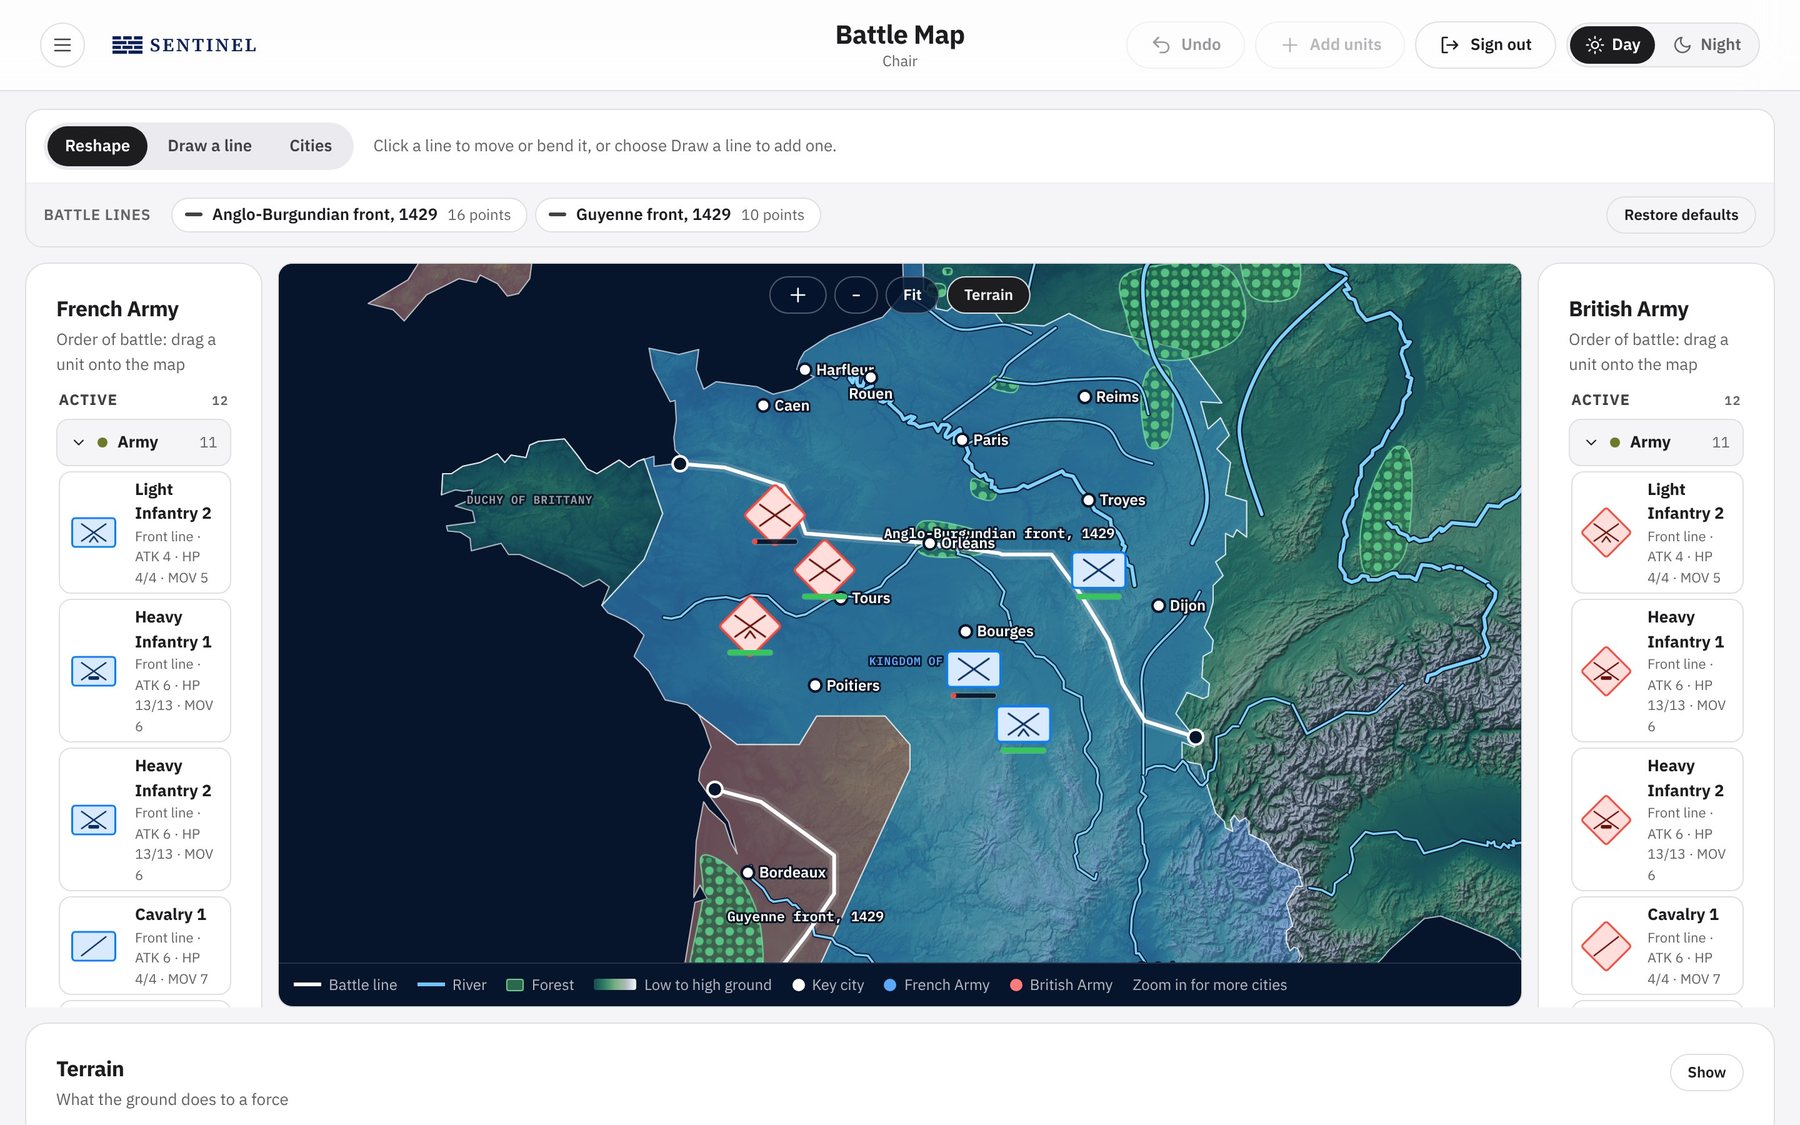 SENTINEL
Battle Map
Chair
Undo
Add units
Sign out
Day
Night
Reshape
Draw a line
Cities
Click a line to move or bend it, or choose Draw a line to add one.
BATTLE LINES
Anglo-Burgundian front, 1429 16 points
Guyenne front, 1429 10 points
Restore defaults
French Army
Order of battle: drag a
unit onto the map
ACTIVE 12
Army 11
Light
Infantry 2
Front line ·
ATK 4 · HP
4/4 · MOV 5
Heavy
Infantry 1
Front line ·
ATK 6 · HP
13/13 · MOV
6
Heavy
Infantry 2
Front line ·
ATK 6 · HP
13/13 · MOV
6
Cavalry 1
Front line ·
ATK 6 · HP
4/4 · MOV 7
+
-
Fit
Terrain
Harfleur
Rouen
Caen
Reims
Paris
DUCHY OF BRITTANY
Troyes
Anglo-Burgundian front, 1429
Orléans
Tours
Dijon
Bourges
KINGDOM OF
Poitiers
Bordeaux
Guyenne front, 1429
Battle line
River
Forest
Low to high ground
Key city
French Army
British Army
Zoom in for more cities
British Army
Order of battle: drag a
unit onto the map
ACTIVE 12
Army 11
Light
Infantry 2
Front line ·
ATK 4 · HP
4/4 · MOV 5
Heavy
Infantry 1
Front line ·
ATK 6 · HP
13/13 · MOV
6
Heavy
Infantry 2
Front line ·
ATK 6 · HP
13/13 · MOV
6
Cavalry 1
Front line ·
ATK 6 · HP
4/4 · MOV 7
Terrain
What the ground does to a force
Show